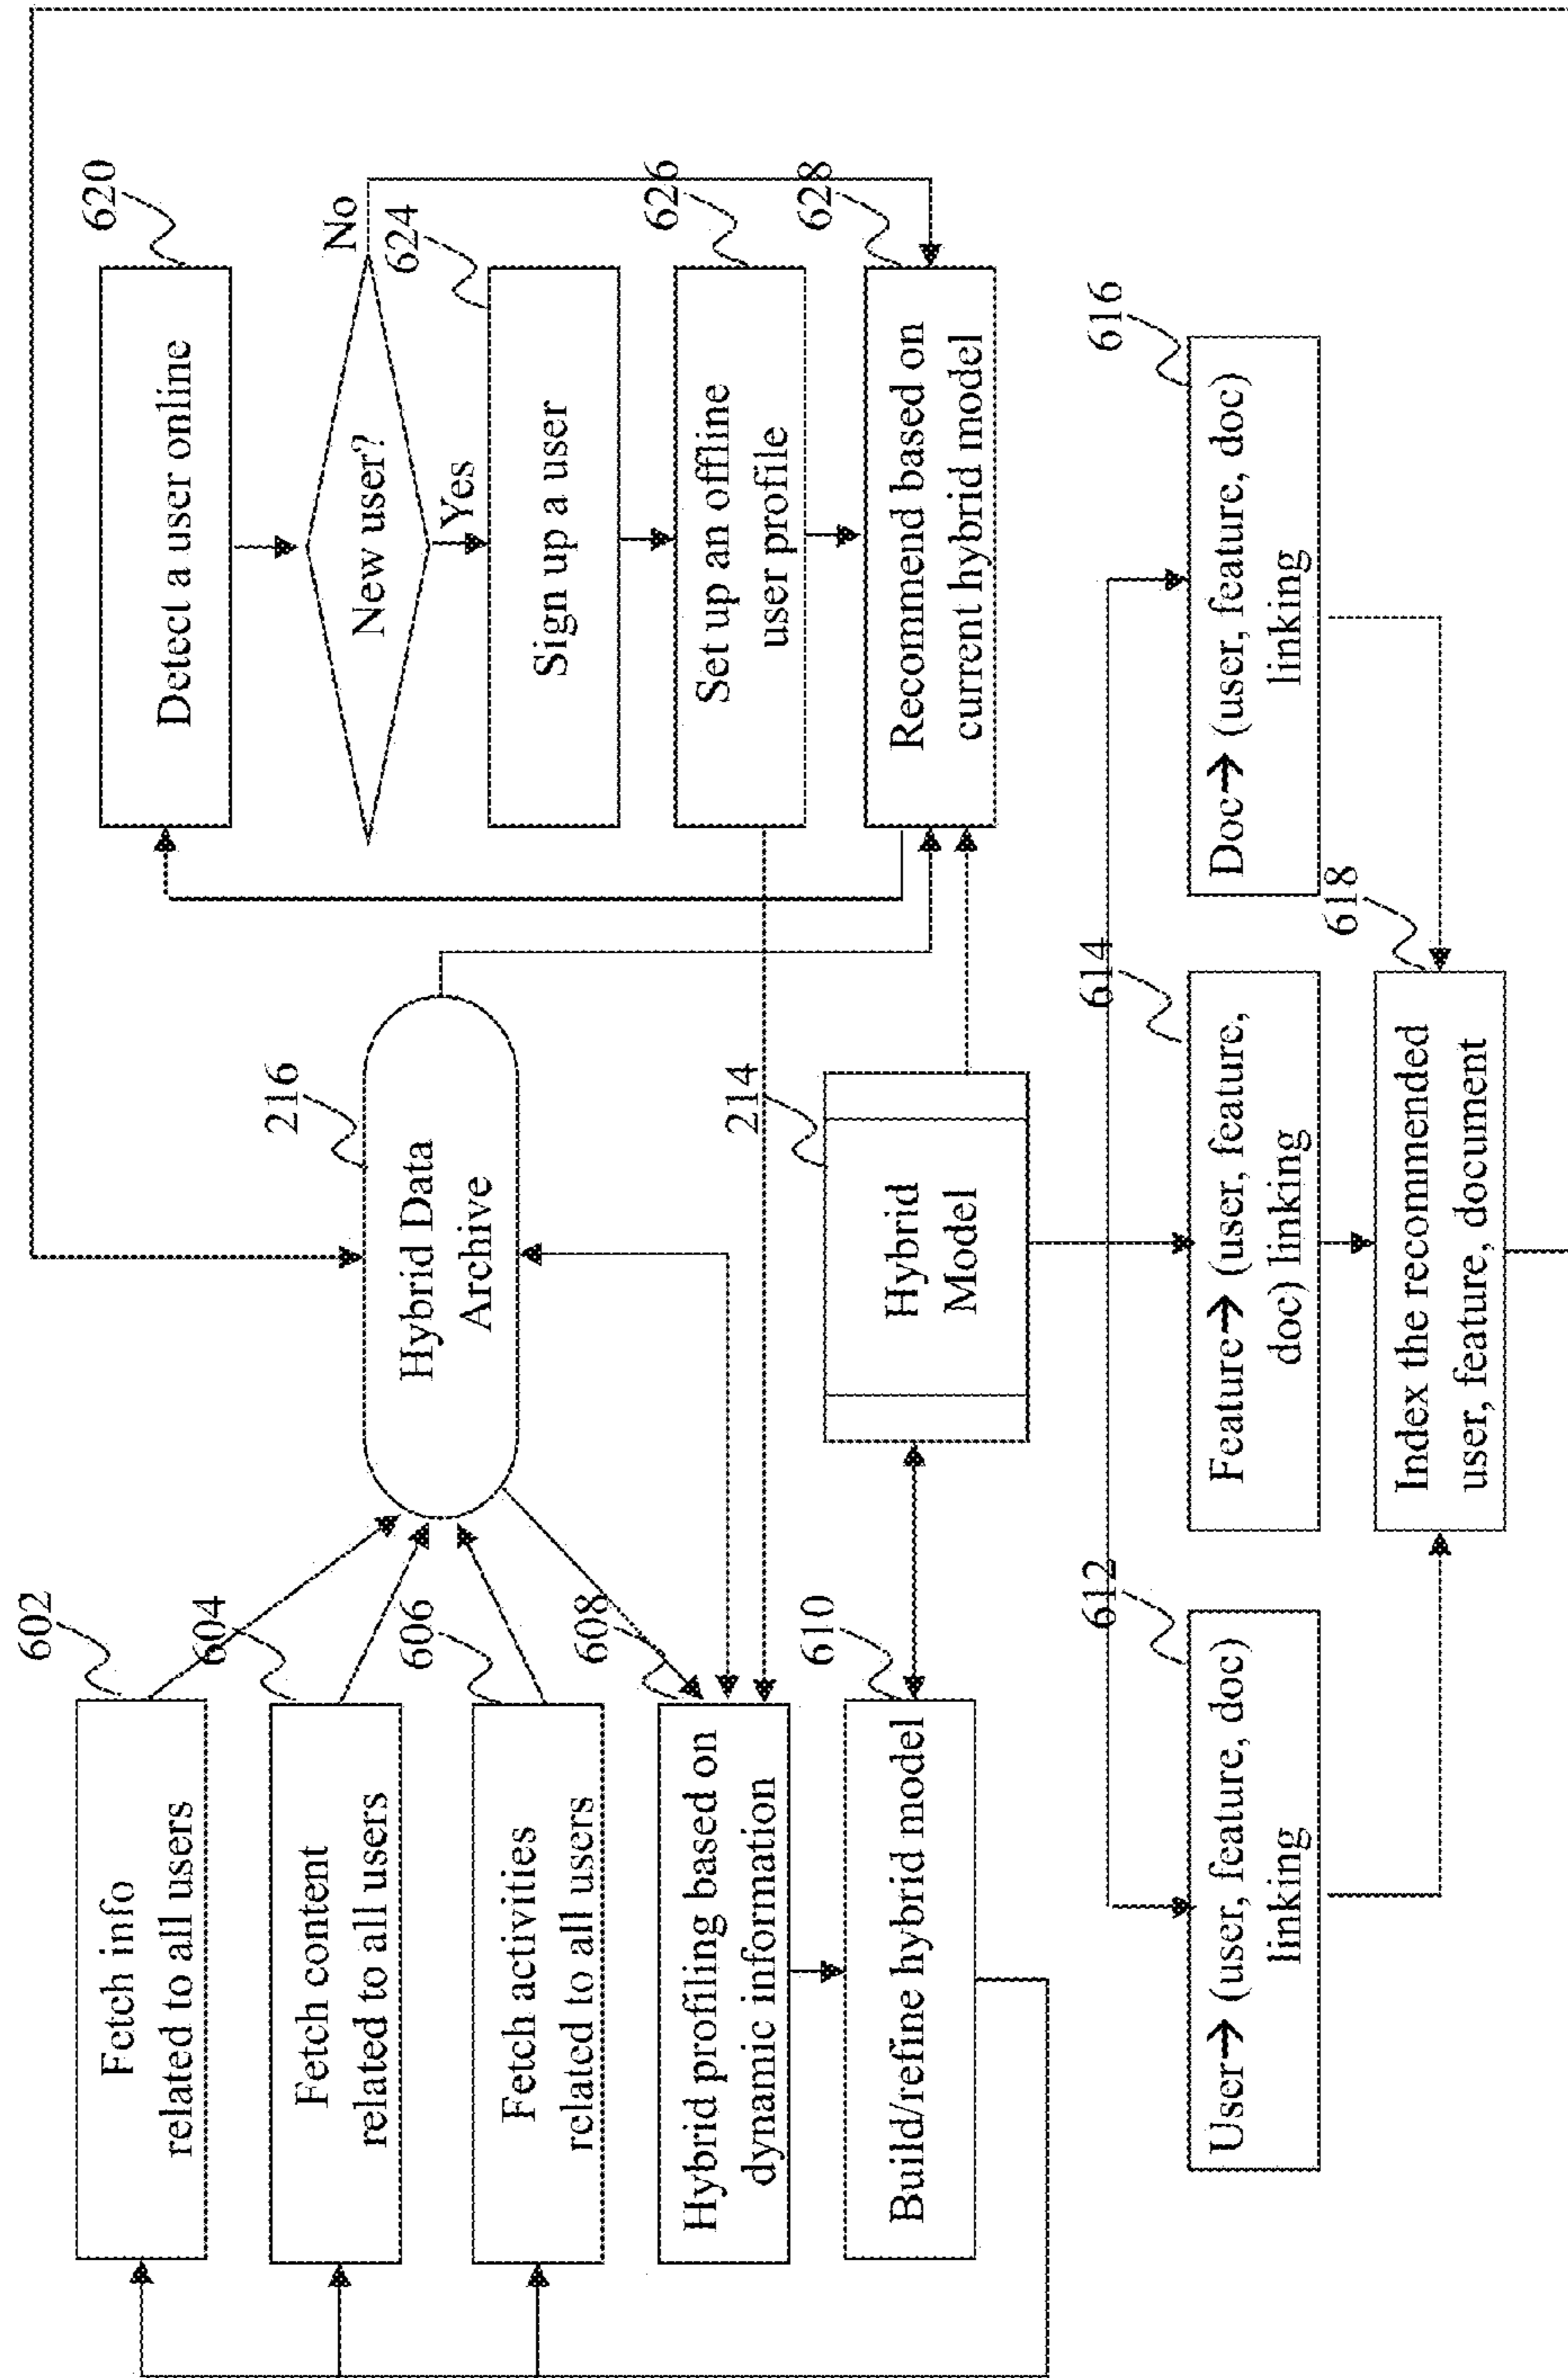 602
Fetch info
related to all users
604
Fetch content
related to all users
606
Fetch activities
related to all users
608
Hybrid profiling based on
dynamic information
610
Build/refine hybrid model
216
Hybrid Data
Archive
214
Hybrid
Model
620
Detect a user online
New user?
No
Yes
624
Sign up a user
626
Set up an offline
user profile
628
Recommend based on
current hybrid model
612
User→ (user, feature, doc)
linking
614
Feature→ (user, feature,
doc) linking
616
Doc→ (user, feature, doc)
linking
618
Index the recommended
user, feature, document